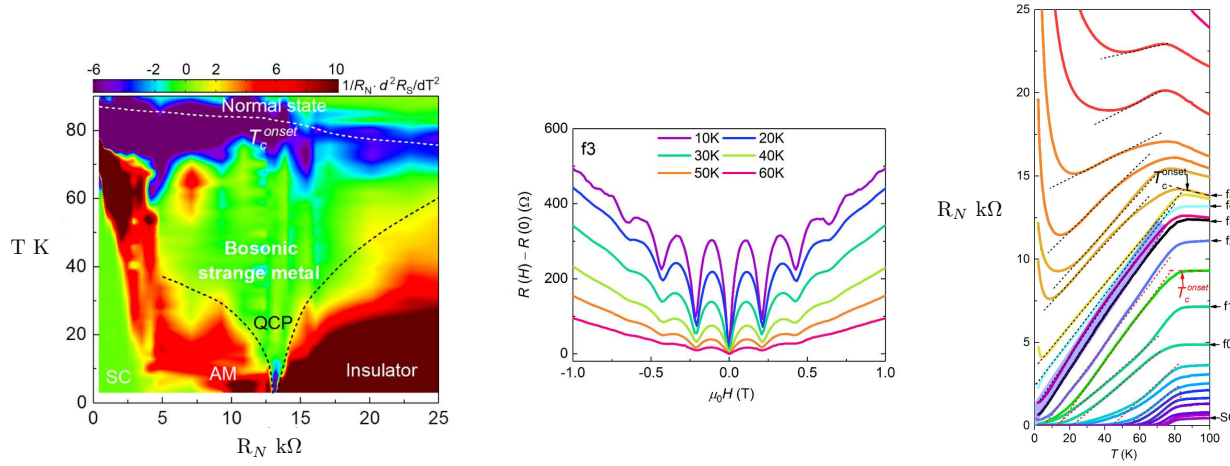 -6 -2 0 2 6 10
1/R_N· d²R_S/dT²
Normal state
T_c^onset
Bosonic
strange metal
QCP
SC
AM
Insulator
80
60
40
20
0
T K
0 5 10 15 20 25
R_N kΩ
f3
10K 20K
30K 40K
50K 60K
600
400
200
0
R (H) − R (0) (Ω)
-1.0 -0.5 0.0 0.5 1.0
μ₀H (T)
25
20
15
10
5
0
R_N kΩ
T_c^onset
T_c^onset
f0
0 20 40 60 80 100
T (K)